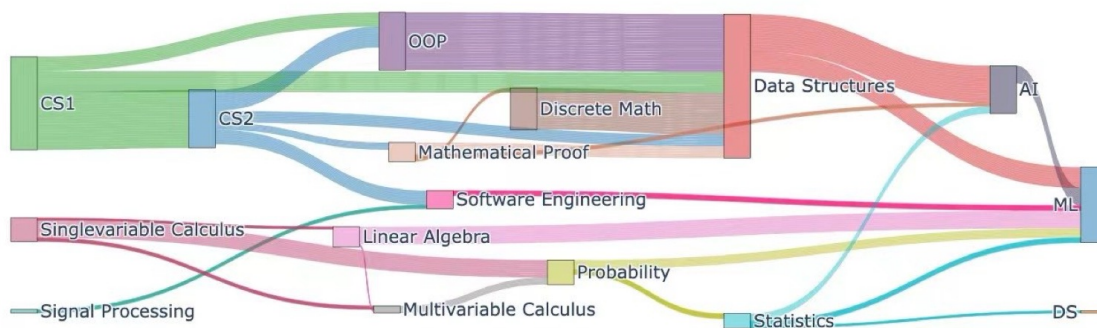 OOP
Data Structures
AI
CS1
Discrete Math
CS2
Mathematical Proof
Software Engineering
ML
Singlevariable Calculus
Linear Algebra
Probability
Signal Processing
Multivariable Calculus
Statistics
DS